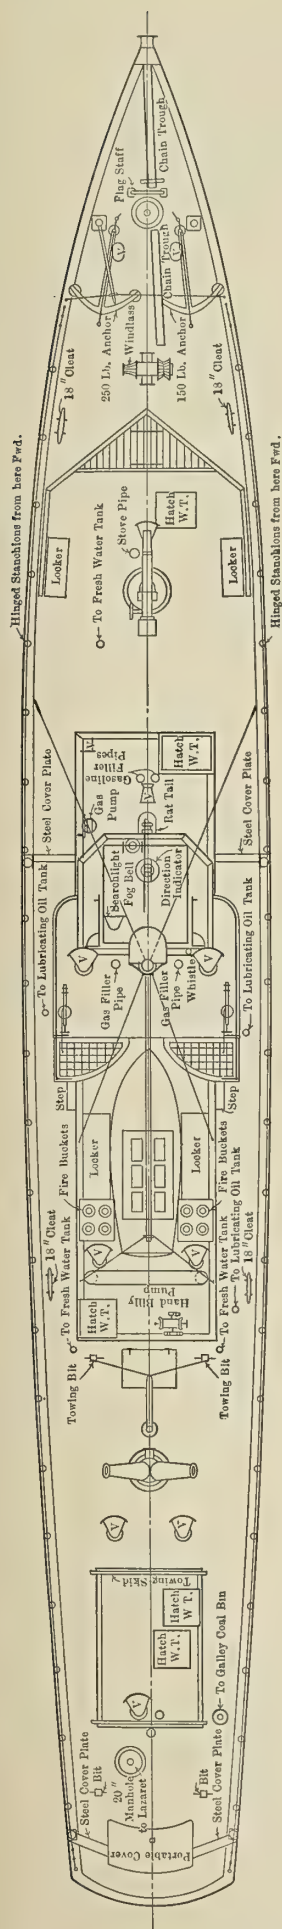 Chain Trough
Flag Staff
V
V
Chain Trough
250 Lb. Anchor
Windlass
150 Lb. Anchor
18" Cleat
18" Cleat
Hinged Stanchions from here Fwd.
Hinged Stanchions from here Fwd.
Locker
To Fresh Water Tank
Stove Pipe
Hatch
W.T.
Locker
Steel Cover Plate
Gas
Pump
Gasoline
Filler
Pipes
Hatch
W.T.
Rat Tail
Steel Cover Plate
To Lubricating Oil Tank
Searchlight
Fog Bell
Direction
Indicator
V
Gas Filler
Pipe
Gas Filler
Pipe
Whistle
V
To Lubricating Oil Tank
Step
Step
Fire Buckets
Locker
Locker
Fire Buckets
18" Cleat
To Fresh Water Tank
V
V
To Fresh Water Tank
To Lubricating Oil Tank
18" Cleat
Hatch
W.T.
Hand Billy
Pump
Towing Bit
Towing Bit
V
V
Towing Skid
Hatch
W.T.
Hatch
W.T.
V
To Galley Coal Bin
Steel Cover Plate
Bit
20"
Manhole
to Lazaret
Bit
Steel Cover Plate
Portable Cover